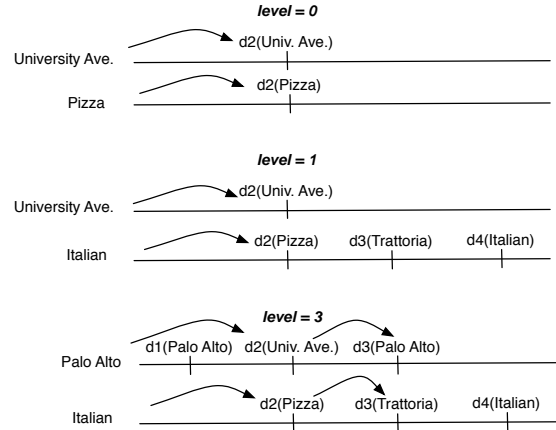 level = 0
d2(Univ. Ave.)
University Ave.
d2(Pizza)
Pizza
level = 1
d2(Univ. Ave.)
University Ave.
d2(Pizza) d3(Trattoria) d4(Italian)
Italian
level = 3
d1(Palo Alto) d2(Univ. Ave.) d3(Palo Alto)
Palo Alto
d2(Pizza) d3(Trattoria) d4(Italian)
Italian